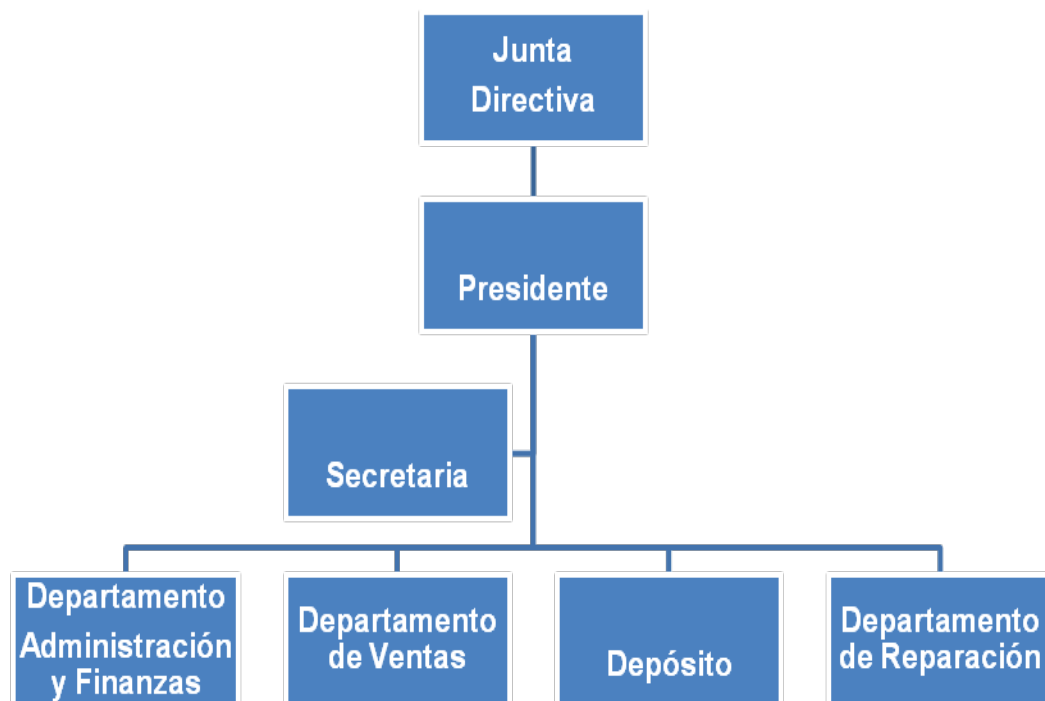 Junta
Directiva
Presidente
Secretaria
Departamento
Administración
y Finanzas
Departamento
de Ventas
Depósito
Departamento
de Reparación